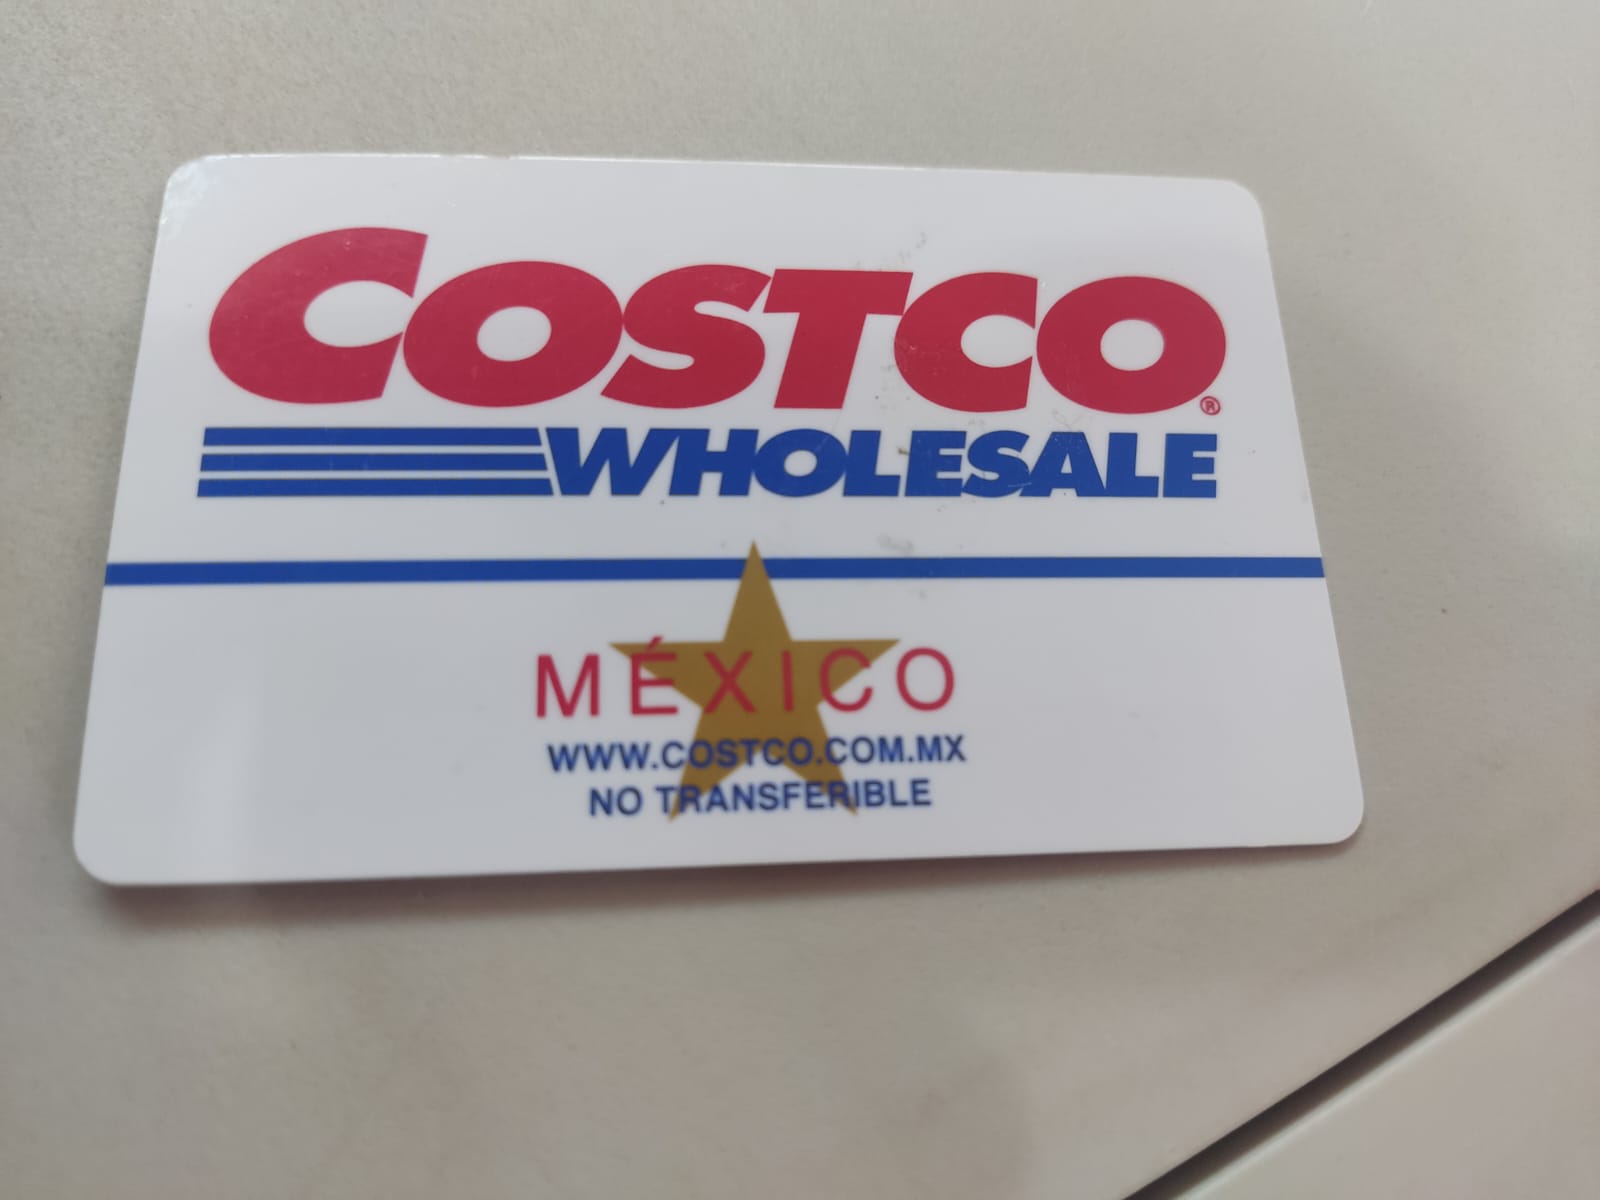 COSTCO®
WHOLESALE
MÉXICO
WWW.COSTCO.COM.MX
NO TRANSFERIBLE